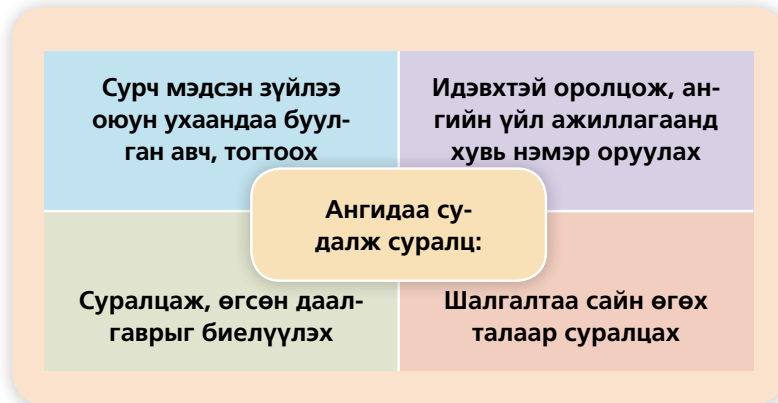 Сурч мэдсэн зүйлээ
оюун ухаандаа буул-
ган авч, тогтоох
Идэвхтэй оролцож, ан-
гийн үйл ажиллагаанд
хувь нэмэр оруулах
Ангидаа су-
далж суралц:
Суралцаж, өгсөн даал-
гаврыг биелүүлэх
Шалгалтаа сайн өгөх
талаар суралцах